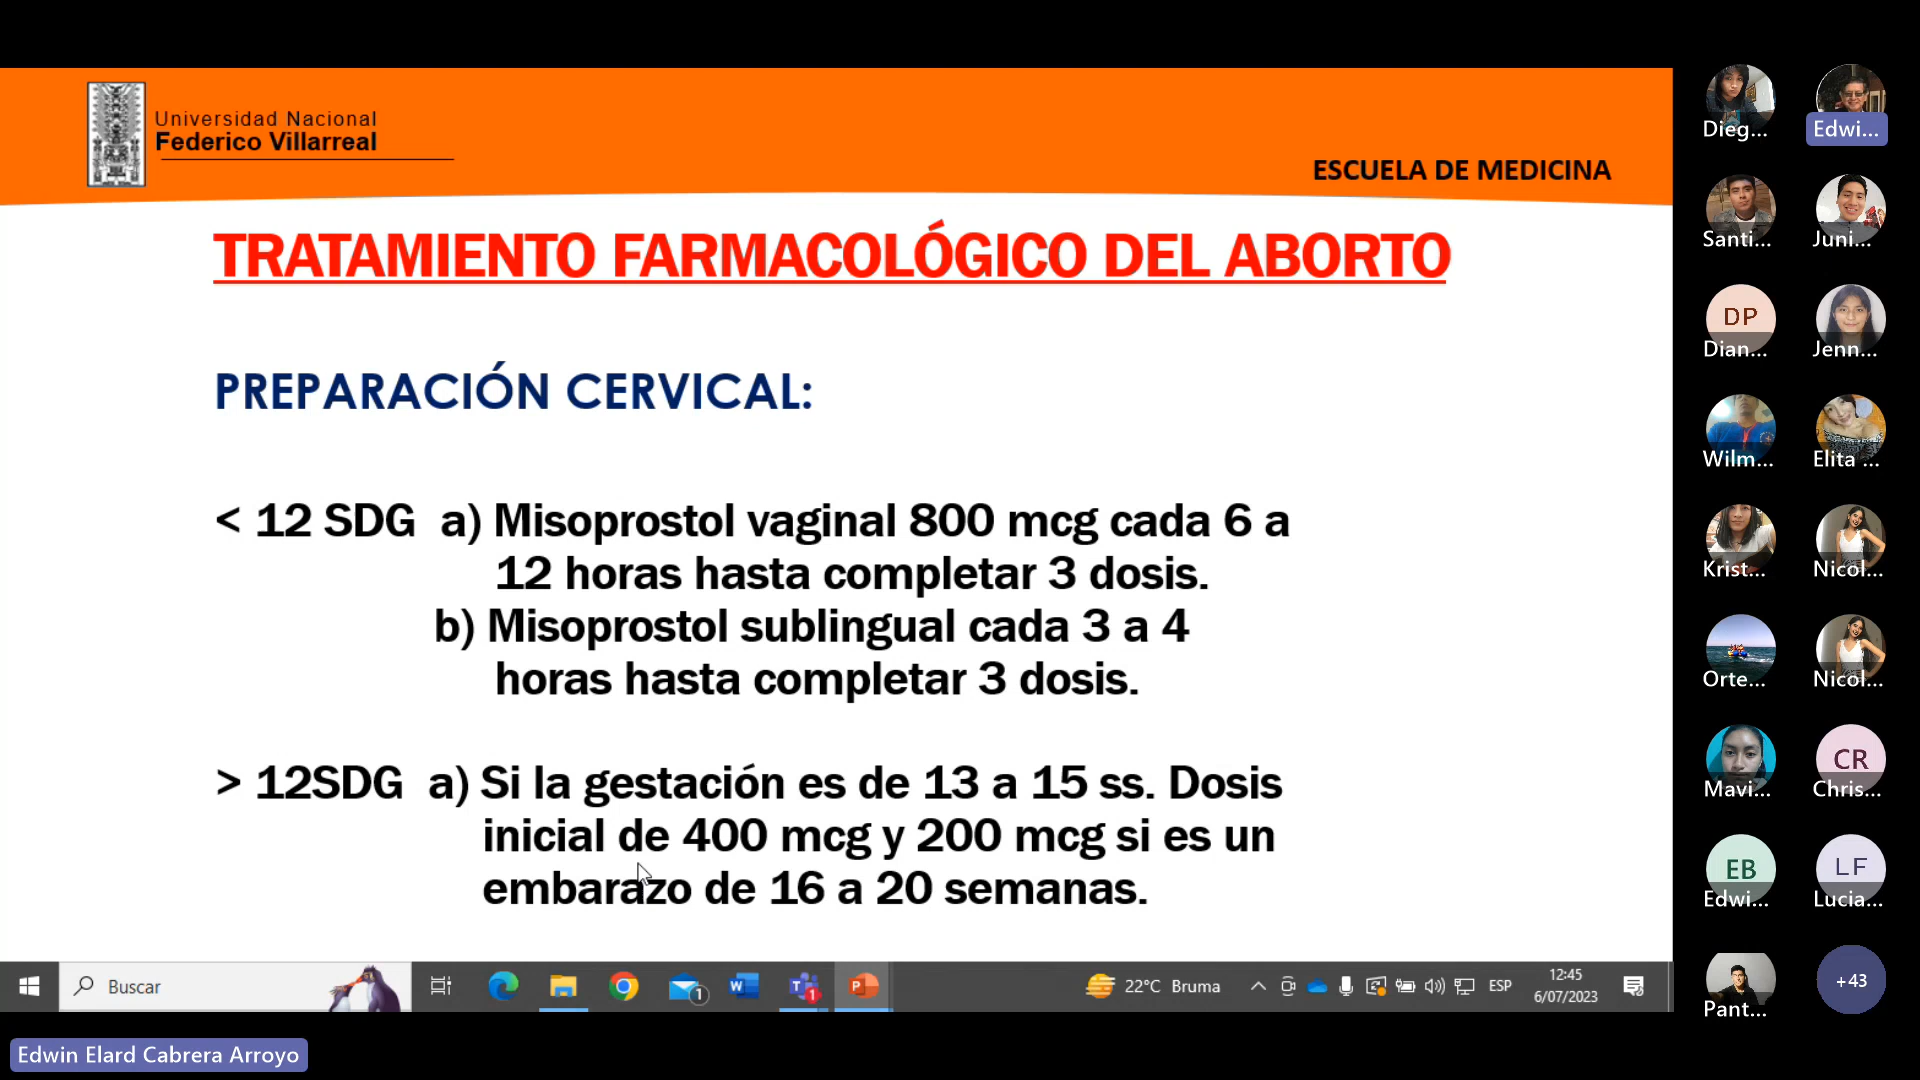 Universidad Nacional
Federico Villarreal
ESCUELA DE MEDICINA
TRATAMIENTO FARMACOLÓGICO DEL ABORTO
PREPARACIÓN CERVICAL:
< 12 SDG a) Misoprostol vaginal 800 mcg cada 6 a
12 horas hasta completar 3 dosis.
b) Misoprostol sublingual cada 3 a 4
horas hasta completar 3 dosis.
> 12SDG a) Si la gestación es de 13 a 15 ss. Dosis
inicial de 400 mcg y 200 mcg si es un
embarazo de 16 a 20 semanas.
Buscar
1
1
22°C Bruma
ESP
12:45
6/07/2023
Edwin Elard Cabrera Arroyo
Dieg...
Edwi...
Santi...
Juni...
DP
Dian...
Jenn...
Wilm...
Elita ...
Krist...
Nicol...
Orte...
Nicol...
Mavi...
CR
Chris...
EB
Edwi...
LF
Lucia...
Pant...
+43